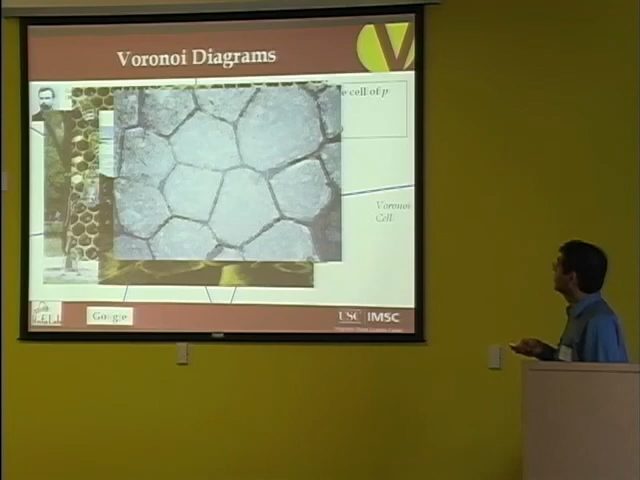 Voronoi Diagrams
V
e cell of p
Voronoi
Cell
Google
USC IMSC